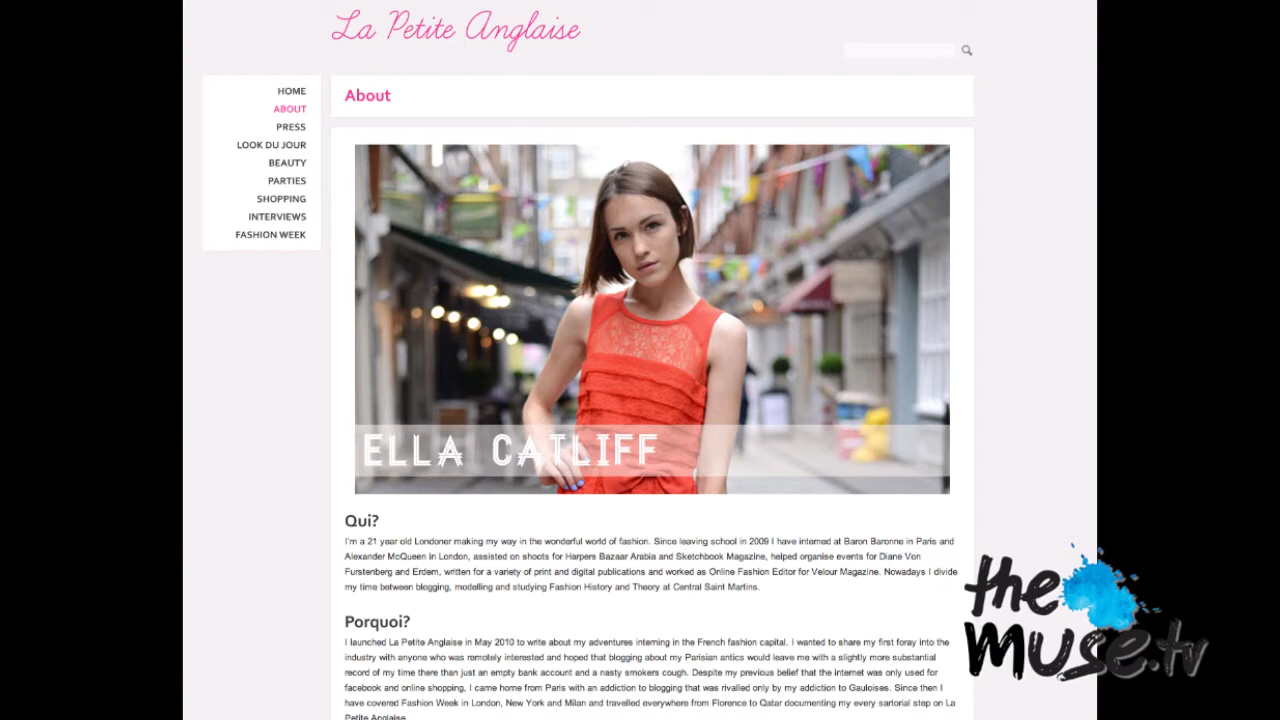 La Petite Anglaise
HOME
ABOUT
PRESS
LOOK DU JOUR
BEAUTY
PARTIES
SHOPPING
INTERVIEWS
FASHION WEEK
About
ELLA CATLIFF
Qui?
I'm a 21 year old Londoner making my way in the wonderful world of fashion. Since leaving school in 2009 I have interned at Baron Baronne in Paris and
Alexander McQueen in London, assisted on shoots for Harpers Bazaar Arabia and Sketchbook Magazine, helped organise events for Diane Von
Furstenberg and Erdem, written for a variety of print and digital publications and worked as Online Fashion Editor for Velour Magazine. Nowadays I divide
my time between blogging, modelling and studying Fashion History and Theory at Central Saint Martins.
Porquoi?
I launched La Petite Anglaise in May 2010 to write about my adventures interning in the French fashion capital. I wanted to share my first foray into the
industry with anyone who was remotely interested and hoped that blogging about my Parisian antics would leave me with a slightly more substantial
record of my time there than just an empty bank account and a nasty smokers cough. Despite my previous belief that the internet was only used for
facebook and online shopping, I came home from Paris with an addiction to blogging that was rivalled only by my addiction to Gauloises. Since then I
have covered Fashion Week in London, New York and Milan and travelled everywhere from Florence to Qatar documenting my every sartorial step on La
Petite Anglaise.
the
muse.tv